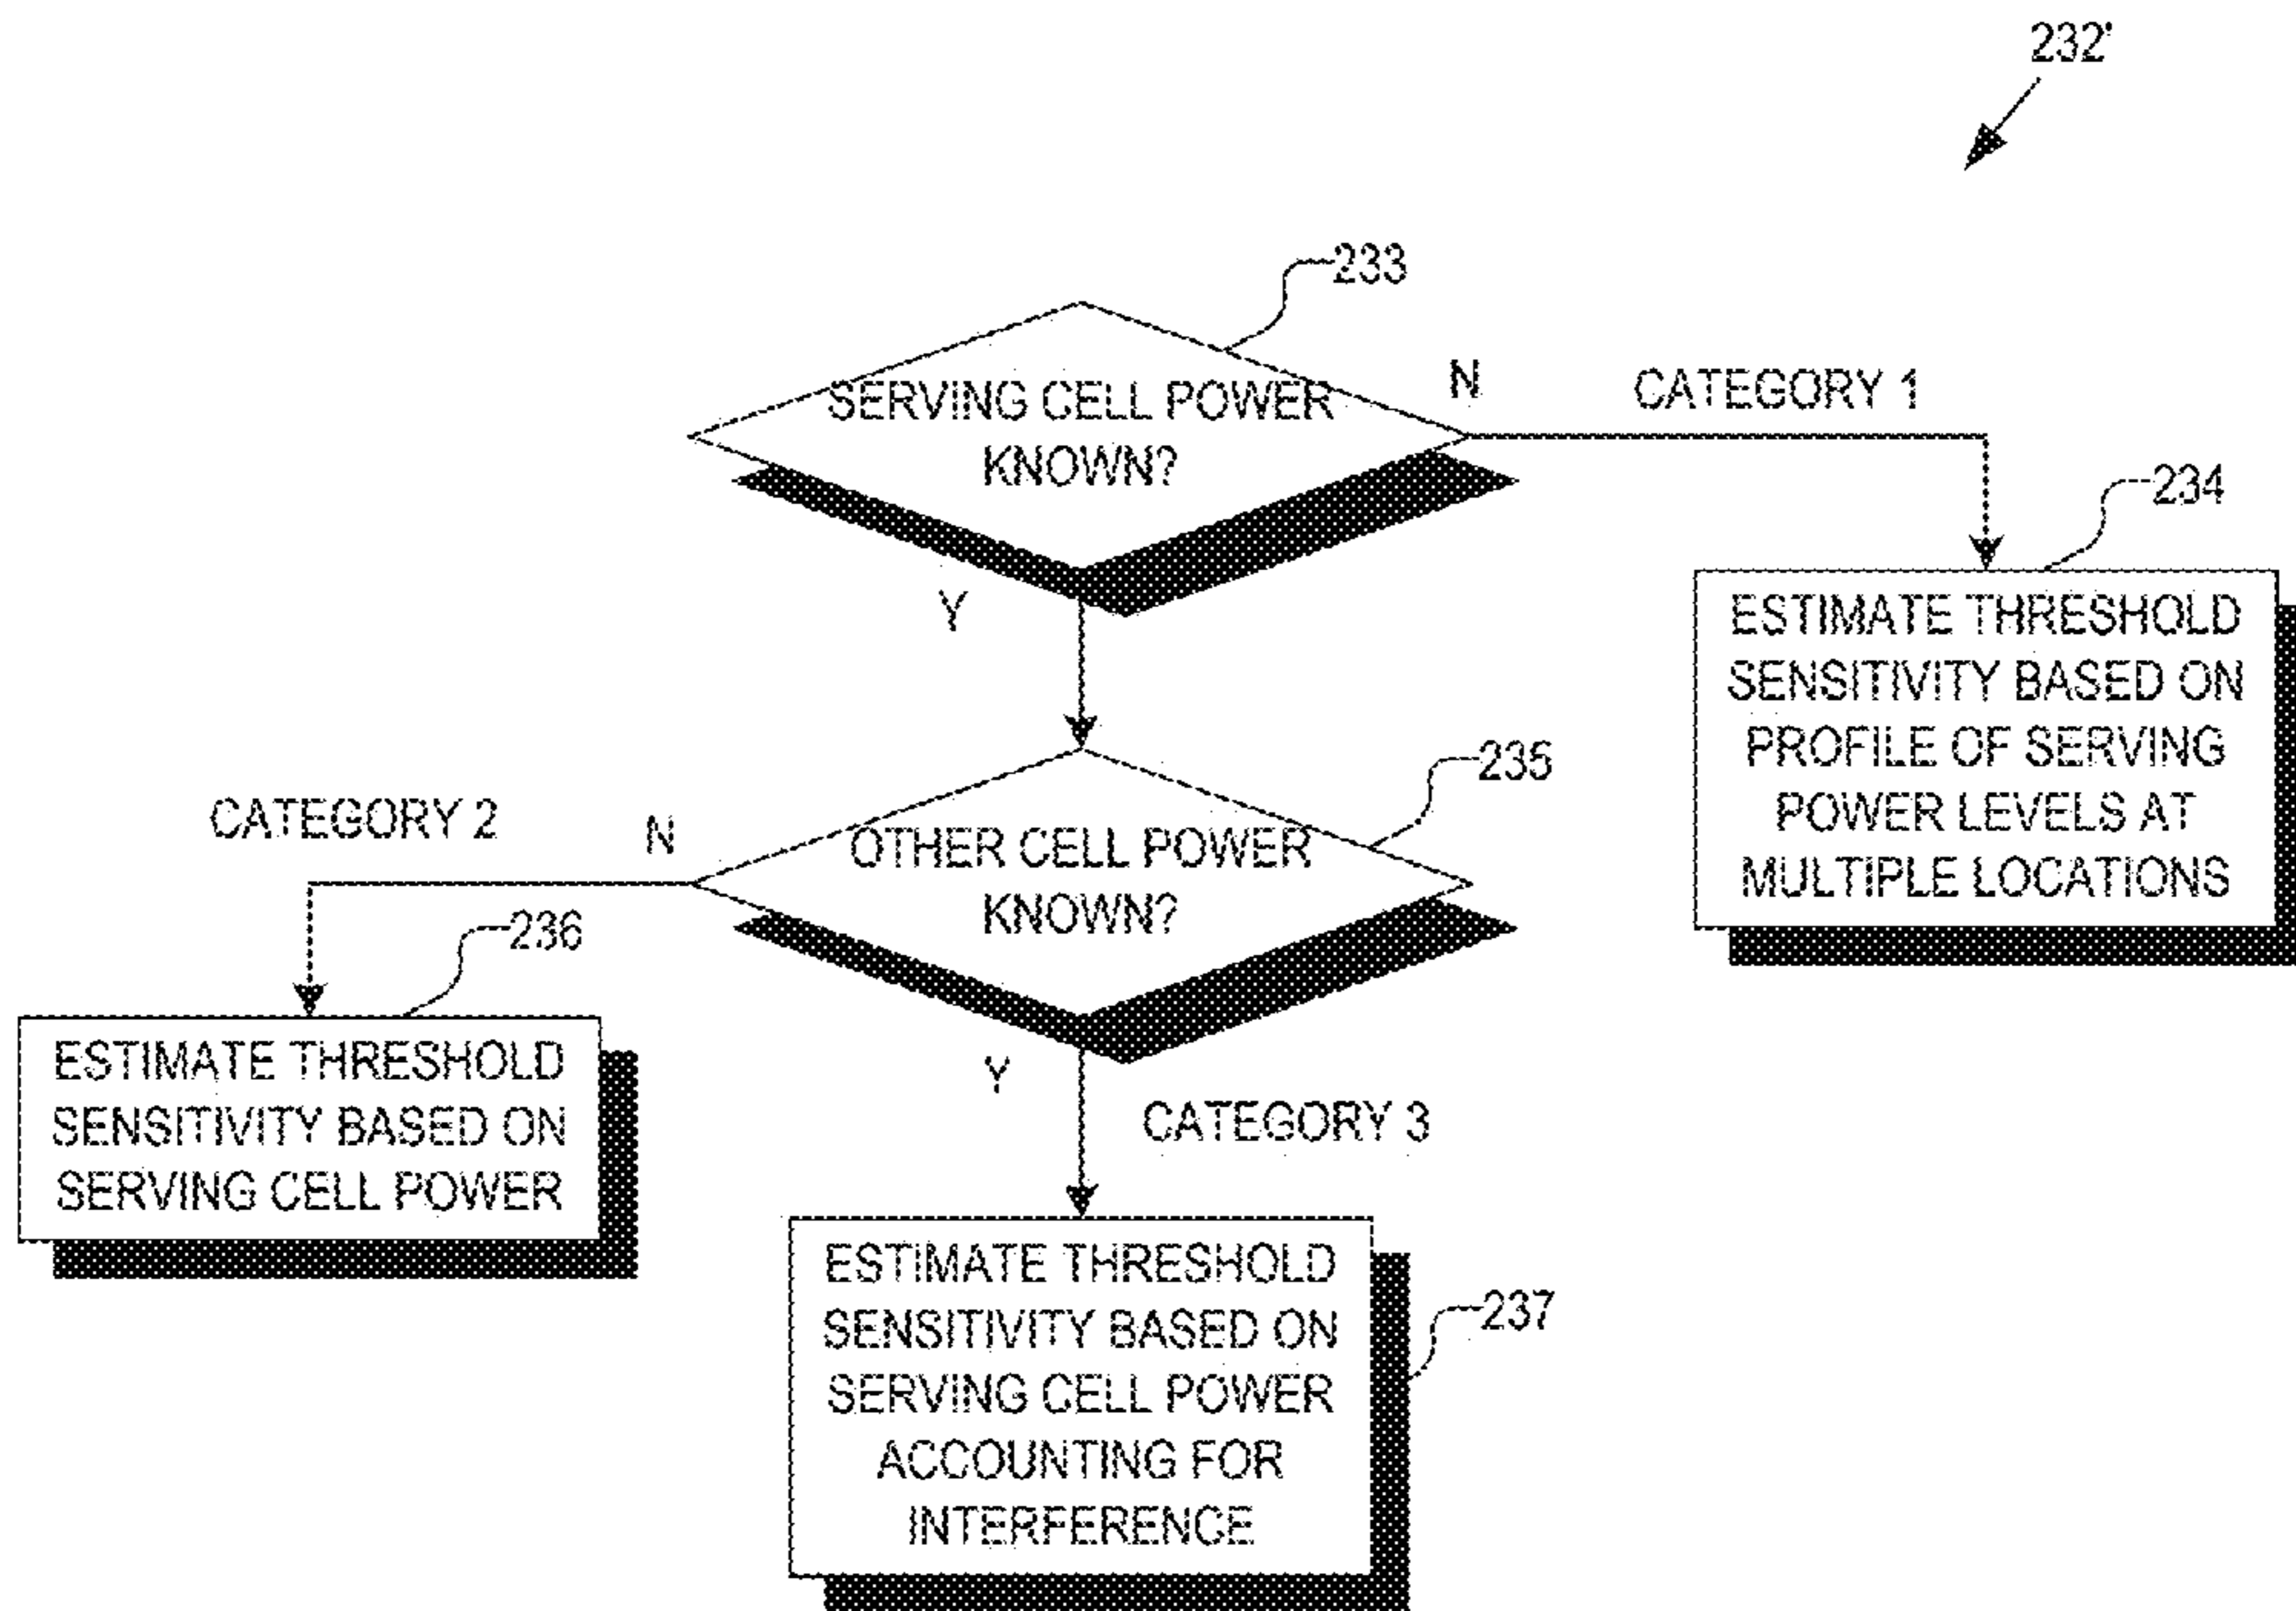 232'
233
SERVING CELL POWER
KNOWN?
N
CATEGORY 1
234
ESTIMATE THRESHOLD
SENSITIVITY BASED ON
PROFILE OF SERVING
POWER LEVELS AT
MULTIPLE LOCATIONS
Y
235
OTHER CELL POWER
KNOWN?
CATEGORY 2
N
236
ESTIMATE THRESHOLD
SENSITIVITY BASED ON
SERVING CELL POWER
Y
CATEGORY 3
237
ESTIMATE THRESHOLD
SENSITIVITY BASED ON
SERVING CELL POWER
ACCOUNTING FOR
INTERFERENCE